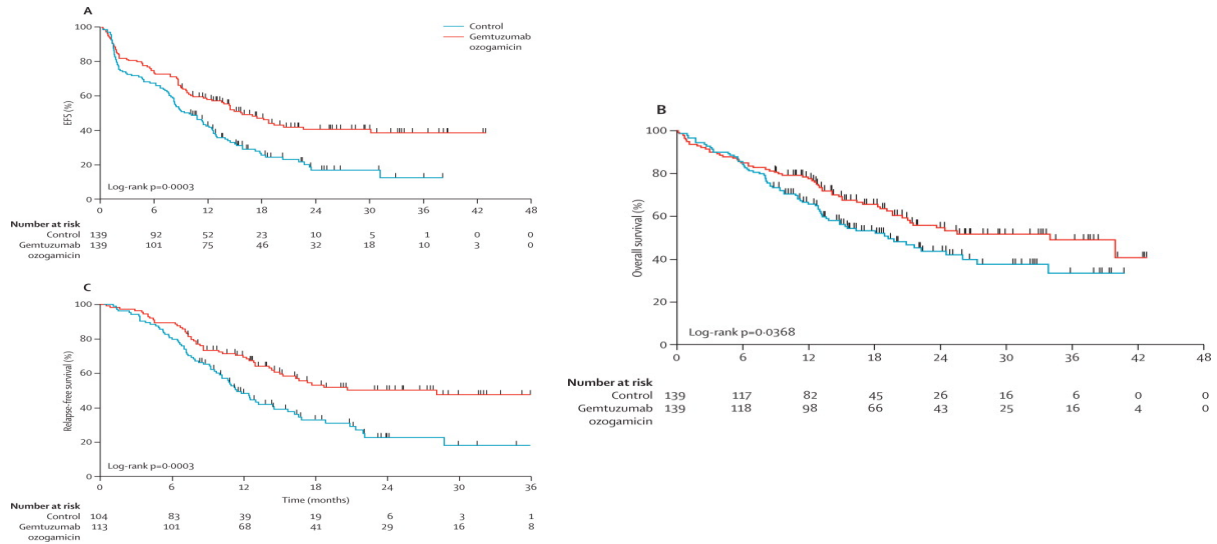 A
Control
Gemtuzumab
ozogamicin
EFS (%)
100
80
60
40
20
0
Log-rank p=0·0003
0 6 12 18 24 30 36 42 48
Number at risk
Control 139 92 52 23 10 5 1 0 0
Gemtuzumab 139 101 75 46 32 18 10 3 0
ozogamicin
B
Overall survival (%)
100
80
60
40
20
0
Log-rank p=0·0368
0 6 12 18 24 30 36 42 48
Number at risk
Control 139 117 82 45 26 16 6 0 0
Gemtuzumab 139 118 98 66 43 25 16 4 0
ozogamicin
C
Relapse-free survival (%)
100
80
60
40
20
0
Log-rank p=0·0003
0 6 12 18 24 30 36
Time (months)
Number at risk
Control 104 83 39 19 6 3 1
Gemtuzumab 113 101 68 41 29 16 8
ozogamicin